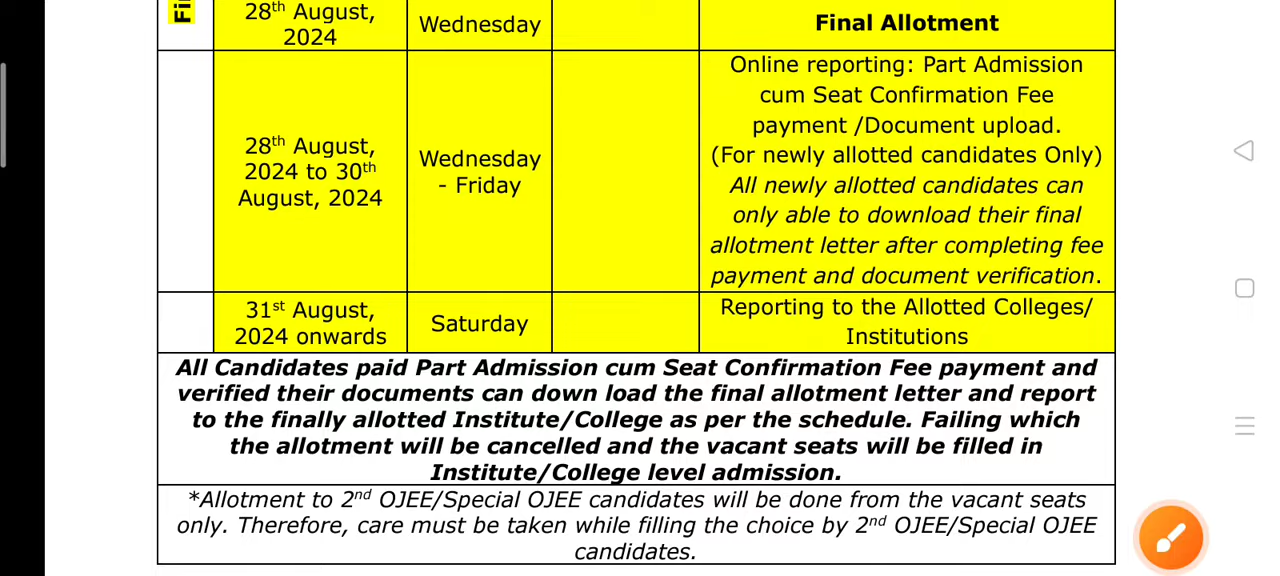 Fi
28th August,
2024
Wednesday
Final Allotment
28th August,
2024 to 30th
August, 2024
Wednesday
- Friday
Online reporting: Part Admission
cum Seat Confirmation Fee
payment /Document upload.
(For newly allotted candidates Only)
All newly allotted candidates can
only able to download their final
allotment letter after completing fee
payment and document verification.
31st August,
2024 onwards
Saturday
Reporting to the Allotted Colleges/
Institutions
All Candidates paid Part Admission cum Seat Confirmation Fee payment and
verified their documents can down load the final allotment letter and report
to the finally allotted Institute/College as per the schedule. Failing which
the allotment will be cancelled and the vacant seats will be filled in
Institute/College level admission.
*Allotment to 2nd OJEE/Special OJEE candidates will be done from the vacant seats
only. Therefore, care must be taken while filling the choice by 2nd OJEE/Special OJEE
candidates.